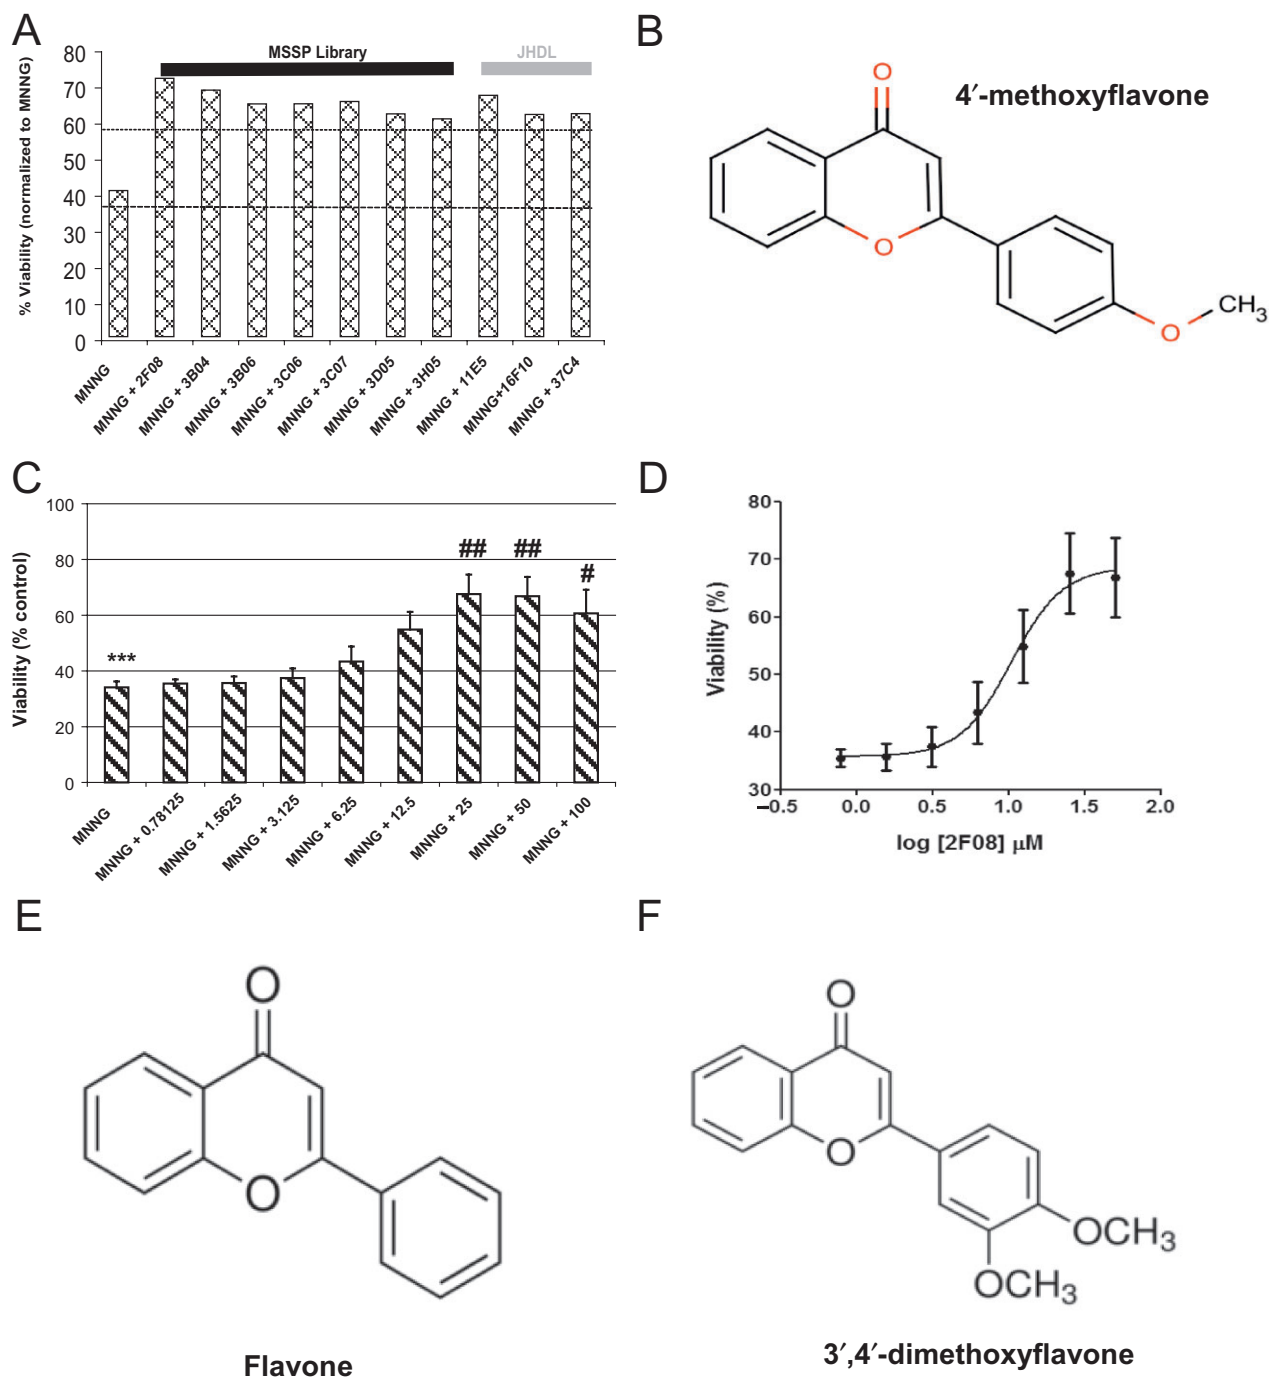 A
MSSP Library
JHDL
% Viability (normalized to MNNG)
80
70
60
50
40
30
20
10
0
MNNG
MNNG + 2F08
MNNG + 3B04
MNNG + 3B06
MNNG + 3C06
MNNG + 3C07
MNNG + 3D05
MNNG + 3H05
MNNG + 11E5
MNNG+16F10
MNNG + 37C4
B
4′-methoxyflavone
O
O
O
CH3
C
Viability (% control)
100
80
60
40
20
0
***
##
##
#
MNNG
MNNG + 0.78125
MNNG + 1.5625
MNNG + 3.125
MNNG + 6.25
MNNG + 12.5
MNNG + 25
MNNG + 50
MNNG + 100
D
Viability (%)
80
70
60
50
40
30
–0.5
0.0
0.5
1.0
1.5
2.0
log [2F08] µM
E
O
O
Flavone
F
O
O
OCH3
OCH3
3′,4′-dimethoxyflavone